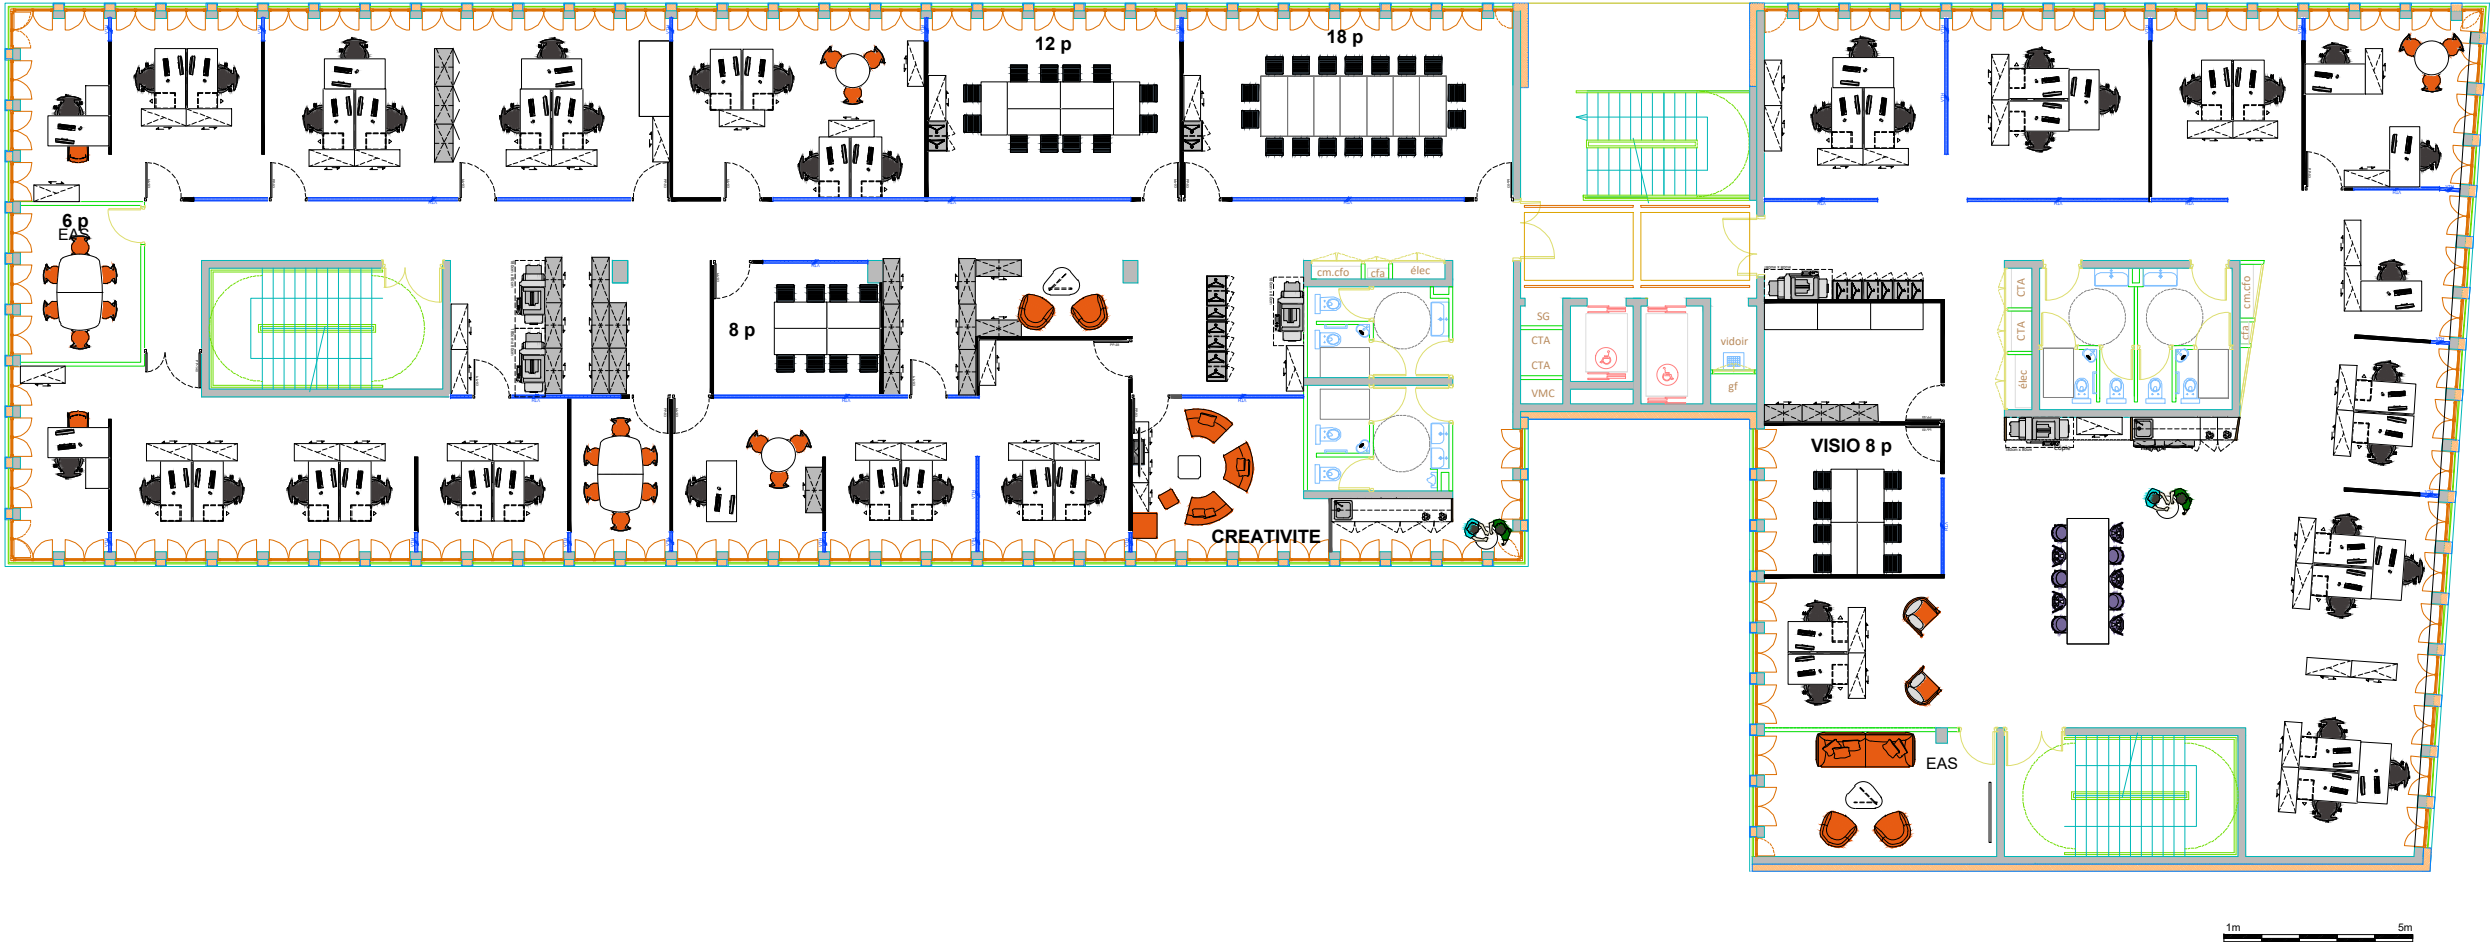 12 p
18 p
6 p
EAS
8 p
cm.cfo
cfa
élec
SG
CTA
CTA
VMC
vidoir
gf
CTA
CTA
élec
cm.cfo
cfa
VISIO 8 p
CREATIVITE
EAS
1m
5m